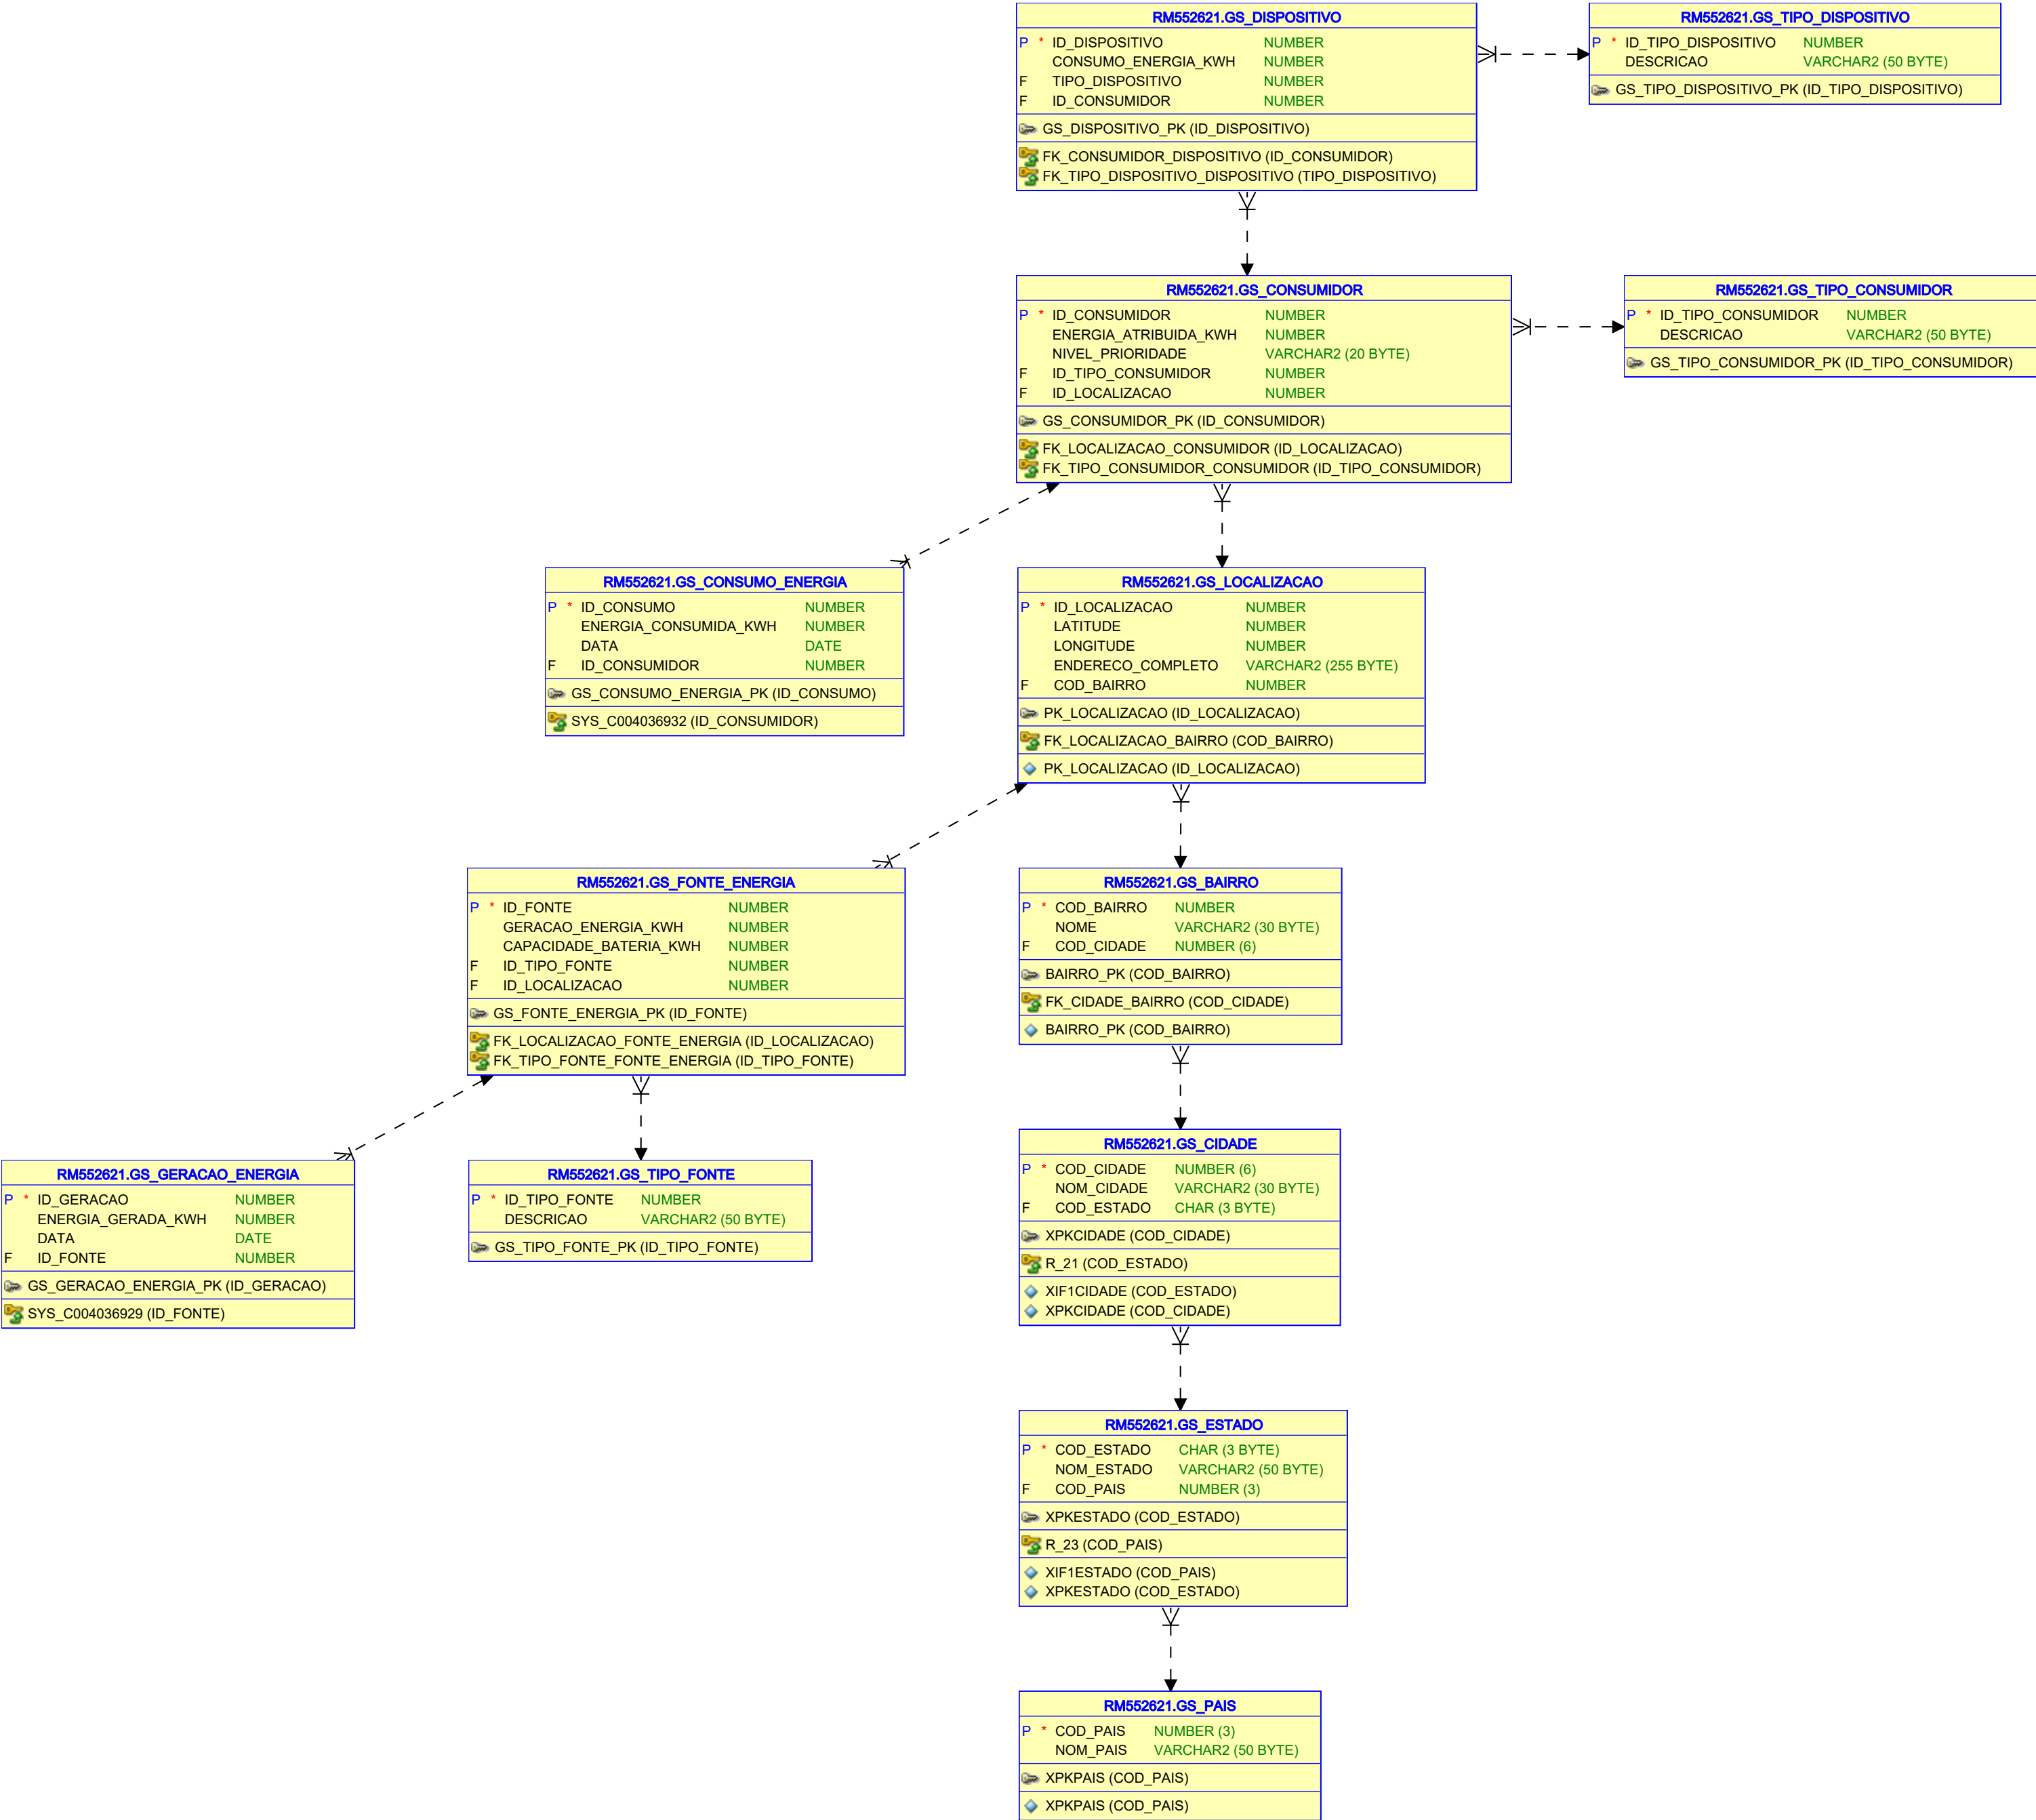 RM552621.GS_DISPOSITIVO
P * ID_DISPOSITIVO NUMBER
CONSUMO_ENERGIA_KWH NUMBER
F TIPO_DISPOSITIVO NUMBER
F ID_CONSUMIDOR NUMBER
GS_DISPOSITIVO_PK (ID_DISPOSITIVO)
FK_CONSUMIDOR_DISPOSITIVO (ID_CONSUMIDOR)
FK_TIPO_DISPOSITIVO_DISPOSITIVO (TIPO_DISPOSITIVO)
RM552621.GS_TIPO_DISPOSITIVO
P * ID_TIPO_DISPOSITIVO NUMBER
DESCRICAO VARCHAR2 (50 BYTE)
GS_TIPO_DISPOSITIVO_PK (ID_TIPO_DISPOSITIVO)
RM552621.GS_CONSUMIDOR
P * ID_CONSUMIDOR NUMBER
ENERGIA_ATRIBUIDA_KWH NUMBER
NIVEL_PRIORIDADE VARCHAR2 (20 BYTE)
F ID_TIPO_CONSUMIDOR NUMBER
F ID_LOCALIZACAO NUMBER
GS_CONSUMIDOR_PK (ID_CONSUMIDOR)
FK_LOCALIZACAO_CONSUMIDOR (ID_LOCALIZACAO)
FK_TIPO_CONSUMIDOR_CONSUMIDOR (ID_TIPO_CONSUMIDOR)
RM552621.GS_TIPO_CONSUMIDOR
P * ID_TIPO_CONSUMIDOR NUMBER
DESCRICAO VARCHAR2 (50 BYTE)
GS_TIPO_CONSUMIDOR_PK (ID_TIPO_CONSUMIDOR)
RM552621.GS_CONSUMO_ENERGIA
P * ID_CONSUMO NUMBER
ENERGIA_CONSUMIDA_KWH NUMBER
DATA DATE
F ID_CONSUMIDOR NUMBER
GS_CONSUMO_ENERGIA_PK (ID_CONSUMO)
SYS_C004036932 (ID_CONSUMIDOR)
RM552621.GS_LOCALIZACAO
P * ID_LOCALIZACAO NUMBER
LATITUDE NUMBER
LONGITUDE NUMBER
ENDERECO_COMPLETO VARCHAR2 (255 BYTE)
F COD_BAIRRO NUMBER
PK_LOCALIZACAO (ID_LOCALIZACAO)
FK_LOCALIZACAO_BAIRRO (COD_BAIRRO)
PK_LOCALIZACAO (ID_LOCALIZACAO)
RM552621.GS_FONTE_ENERGIA
P * ID_FONTE NUMBER
GERACAO_ENERGIA_KWH NUMBER
CAPACIDADE_BATERIA_KWH NUMBER
F ID_TIPO_FONTE NUMBER
F ID_LOCALIZACAO NUMBER
GS_FONTE_ENERGIA_PK (ID_FONTE)
FK_LOCALIZACAO_FONTE_ENERGIA (ID_LOCALIZACAO)
FK_TIPO_FONTE_FONTE_ENERGIA (ID_TIPO_FONTE)
RM552621.GS_BAIRRO
P * COD_BAIRRO NUMBER
NOME VARCHAR2 (30 BYTE)
F COD_CIDADE NUMBER (6)
BAIRRO_PK (COD_BAIRRO)
FK_CIDADE_BAIRRO (COD_CIDADE)
BAIRRO_PK (COD_BAIRRO)
RM552621.GS_GERACAO_ENERGIA
P * ID_GERACAO NUMBER
ENERGIA_GERADA_KWH NUMBER
DATA DATE
F ID_FONTE NUMBER
GS_GERACAO_ENERGIA_PK (ID_GERACAO)
SYS_C004036929 (ID_FONTE)
RM552621.GS_TIPO_FONTE
P * ID_TIPO_FONTE NUMBER
DESCRICAO VARCHAR2 (50 BYTE)
GS_TIPO_FONTE_PK (ID_TIPO_FONTE)
RM552621.GS_CIDADE
P * COD_CIDADE NUMBER (6)
NOM_CIDADE VARCHAR2 (30 BYTE)
F COD_ESTADO CHAR (3 BYTE)
XPKCIDADE (COD_CIDADE)
R_21 (COD_ESTADO)
XIF1CIDADE (COD_ESTADO)
XPKCIDADE (COD_CIDADE)
RM552621.GS_ESTADO
P * COD_ESTADO CHAR (3 BYTE)
NOM_ESTADO VARCHAR2 (50 BYTE)
F COD_PAIS NUMBER (3)
XPKESTADO (COD_ESTADO)
R_23 (COD_PAIS)
XIF1ESTADO (COD_PAIS)
XPKESTADO (COD_ESTADO)
RM552621.GS_PAIS
P * COD_PAIS NUMBER (3)
NOM_PAIS VARCHAR2 (50 BYTE)
XPKPAIS (COD_PAIS)
XPKPAIS (COD_PAIS)